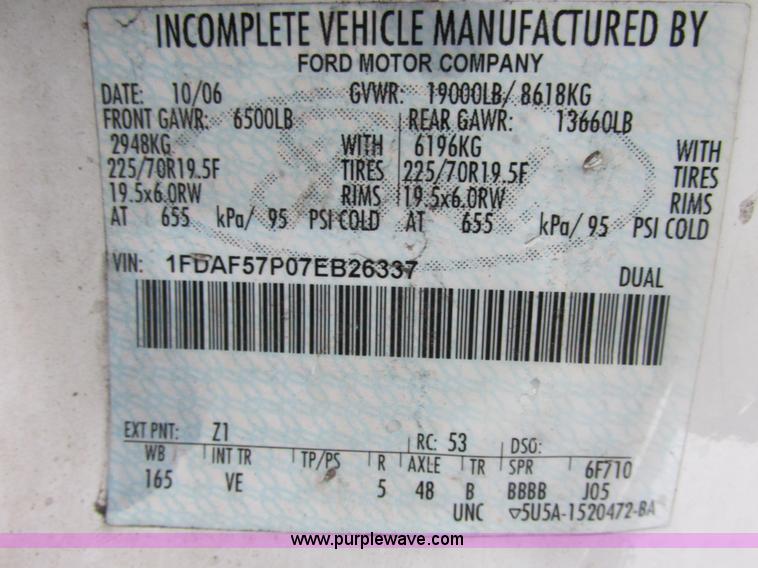 INCOMPLETE VEHICLE MANUFACTURED BY
FORD MOTOR COMPANY
DATE: 10/06 GVWR: 19000LB/ 8618KG
FRONT GAWR: 6500LB REAR GAWR: 13660LB
2948KG WITH 6196KG WITH
225/70R19.5F TIRES 225/70R19.5F TIRES
19.5x6.0RW RIMS 19.5x6.0RW RIMS
AT 655 kPa/ 95 PSI COLD AT 655 kPa/ 95 PSI COLD
VIN: 1FDAF57P07EB26337 DUAL
EXT PNT: Z1 RC: 53 DSO:
WB INT TR TP/PS R AXLE TR SPR 6F710
165 VE 5 48 B BBBB J05
UNC ▽5U5A-1520472-BA
www.purplewave.com